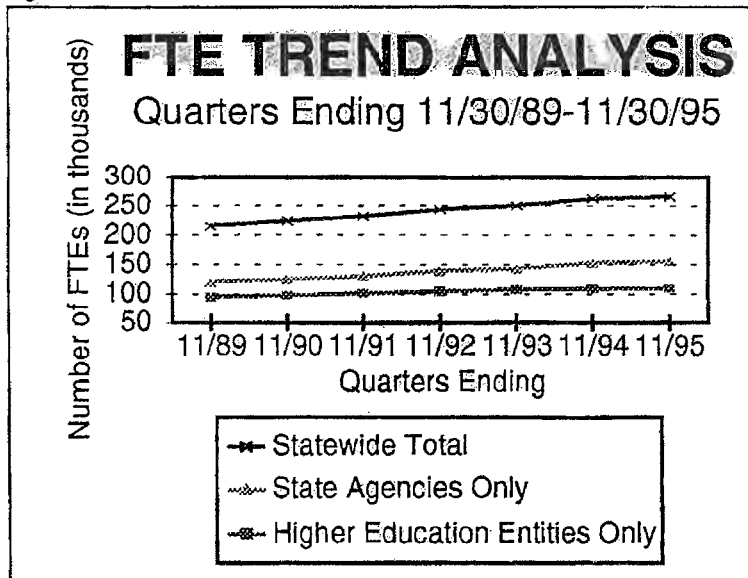 FTE TREND ANALYSIS
Quarters Ending 11/30/89-11/30/95
Number of FTEs (in thousands)
300
250
200
150
100
50
11/89 11/90 11/91 11/92 11/93 11/94 11/95
Quarters Ending
Statewide Total
State Agencies Only
Higher Education Entities Only